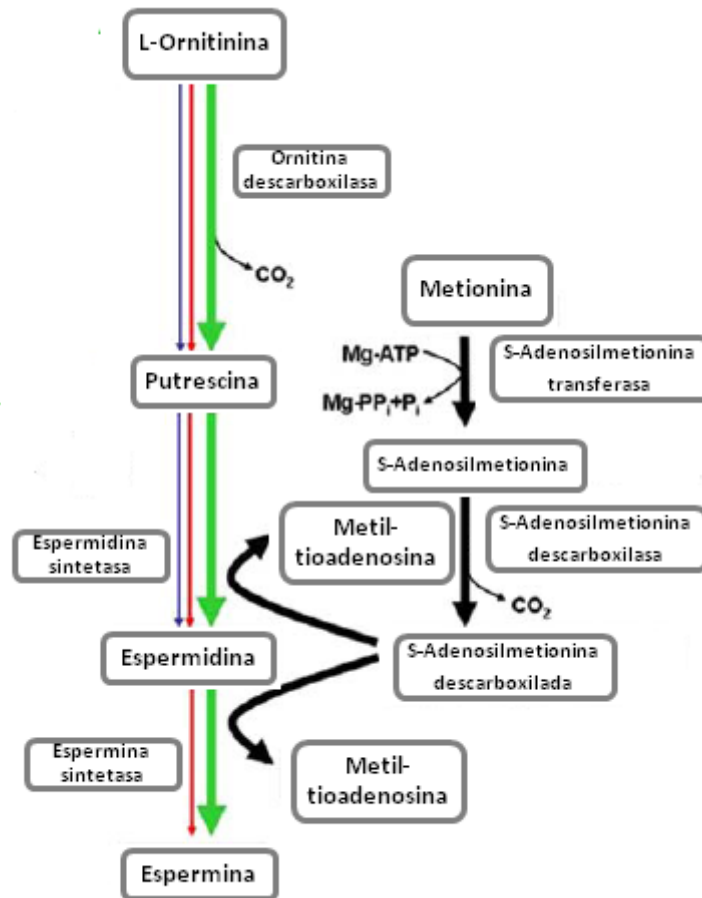 L-Ornitinina
Ornitina
descarboxilasa
CO₂
Metionina
Mg-ATP
S-Adenosilmetionina
transferasa
Putrescina
Mg-PPᵢ+Pᵢ
S-Adenosilmetionina
Metil-
tioadenosina
S-Adenosilmetionina
descarboxilasa
Espermidina
sintetasa
CO₂
Espermidina
S-Adenosilmetionina
descarboxilada
Espermina
sintetasa
Metil-
tioadenosina
Espermina